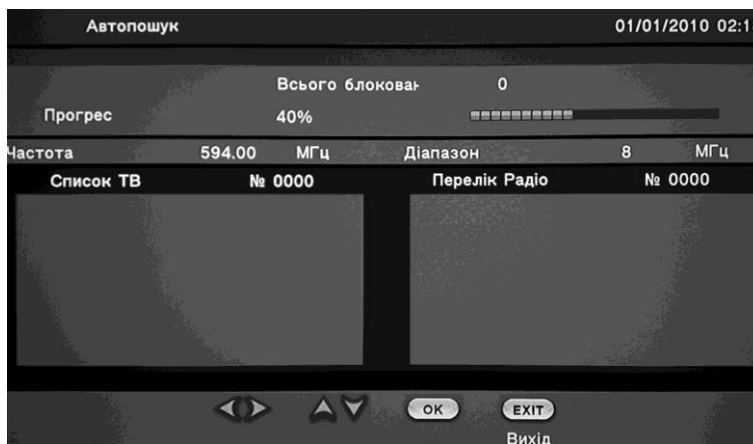 Автопошук 01/01/2010 02:1
Всього блокован 0
Прогрес 40%
Частота 594.00 МГц Діапазон 8 МГц
Список ТВ № 0000 Перелік Радіо № 0000
OK EXIT
Вихід